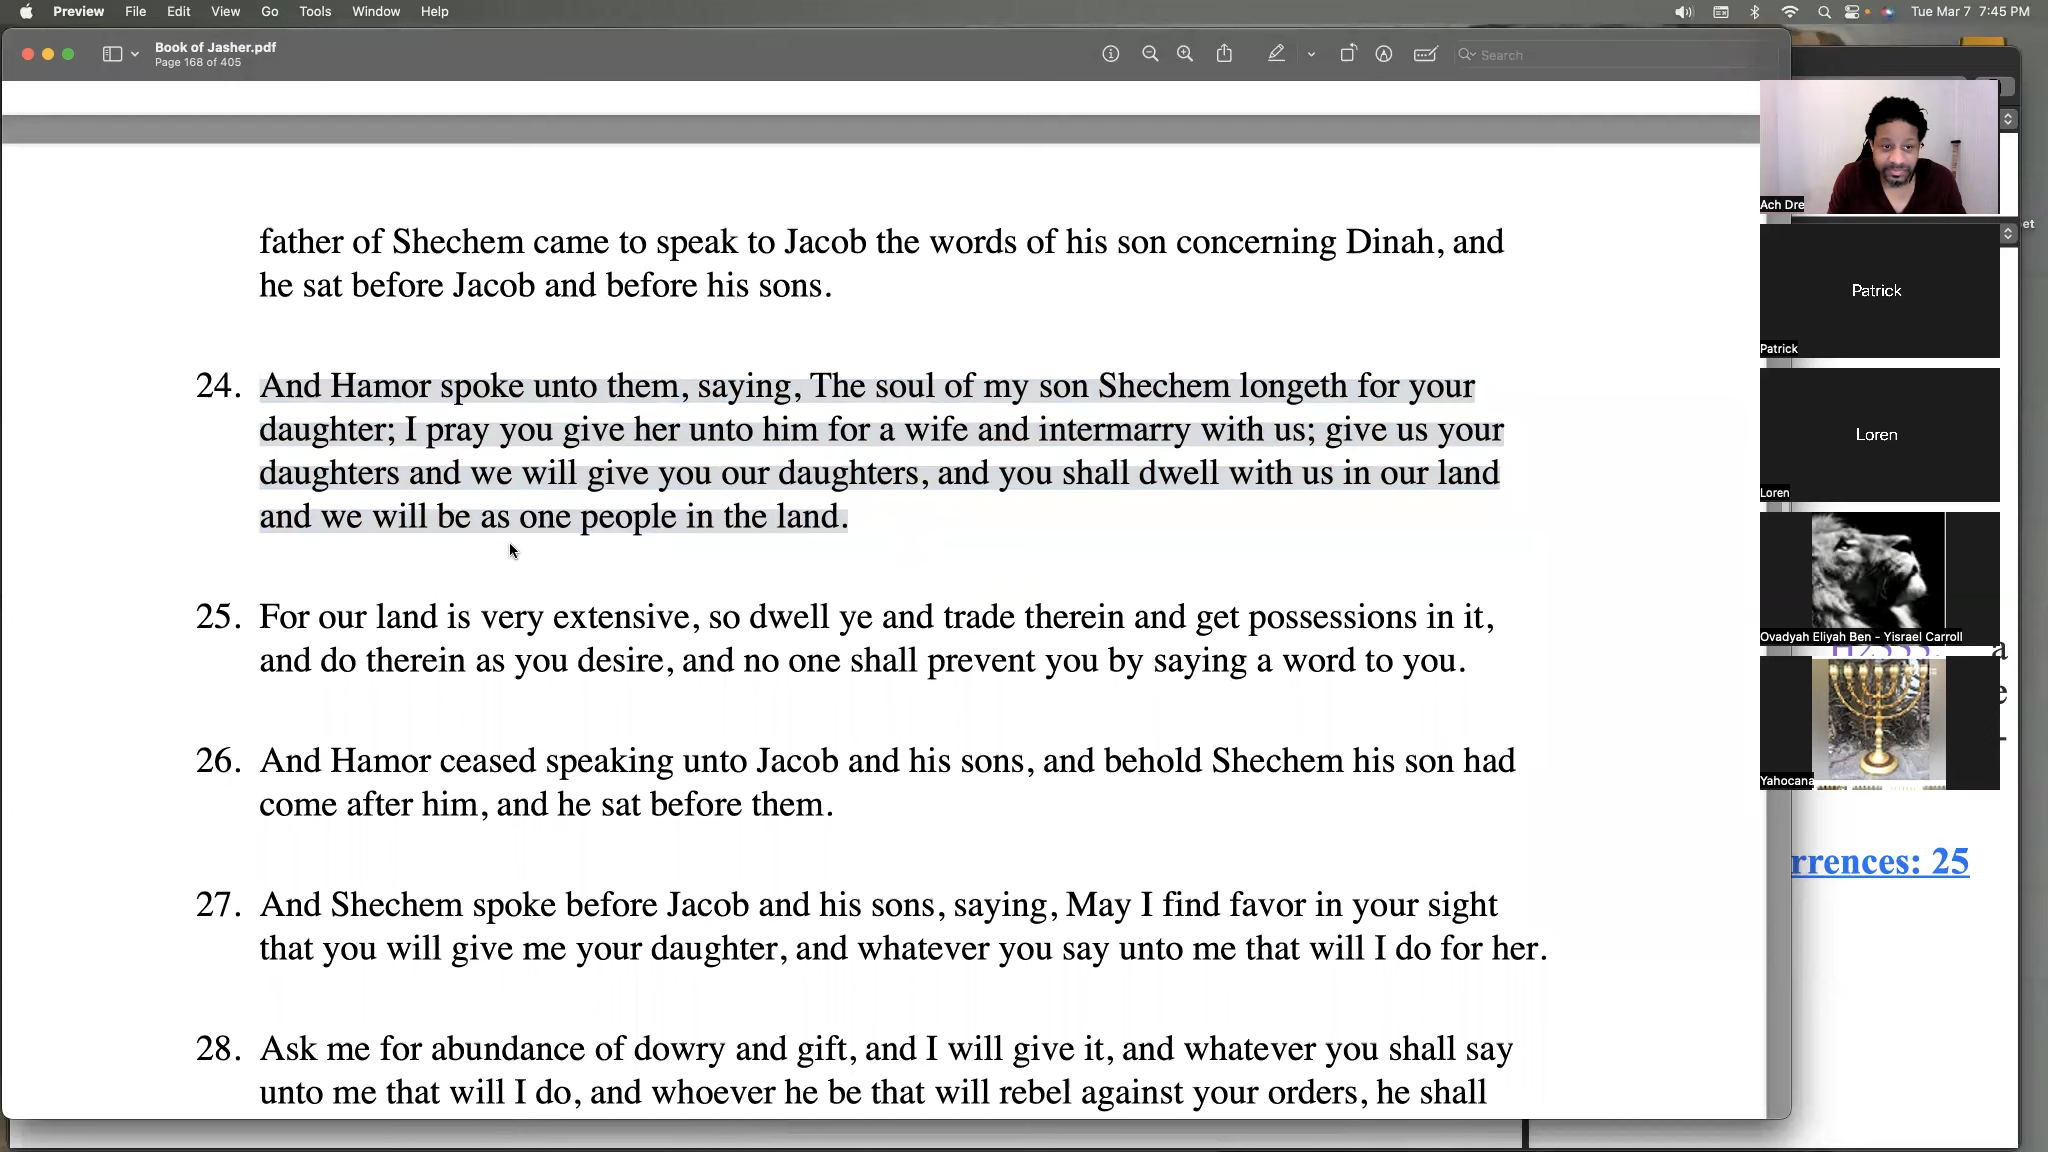 Preview File Edit View Go Tools Window Help
Tue Mar 7 7:45 PM
Book of Jasher.pdf
Page 168 of 405
Search
father of Shechem came to speak to Jacob the words of his son concerning Dinah, and
he sat before Jacob and before his sons.
24. And Hamor spoke unto them, saying, The soul of my son Shechem longeth for your
daughter; I pray you give her unto him for a wife and intermarry with us; give us your
daughters and we will give you our daughters, and you shall dwell with us in our land
and we will be as one people in the land.
25. For our land is very extensive, so dwell ye and trade therein and get possessions in it,
and do therein as you desire, and no one shall prevent you by saying a word to you.
26. And Hamor ceased speaking unto Jacob and his sons, and behold Shechem his son had
come after him, and he sat before them.
27. And Shechem spoke before Jacob and his sons, saying, May I find favor in your sight
that you will give me your daughter, and whatever you say unto me that will I do for her.
28. Ask me for abundance of dowry and gift, and I will give it, and whatever you shall say
unto me that will I do, and whoever he be that will rebel against your orders, he shall
Ach Dre
et
Patrick
Patrick
Loren
Loren
Ovadyah Eliyah Ben - Yisrael Carroll
a
e
Yahocana
rrences: 25